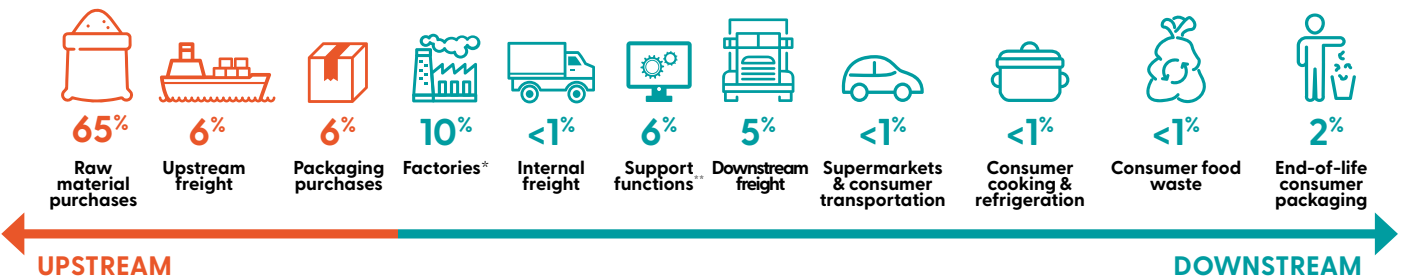 65%
6%
6%
10%
<1%
6%
5%
<1%
<1%
<1%
2%
Raw
material
purchases
Upstream
freight
Packaging
purchases
Factories*
Internal
freight
Support
functions**
Downstream
freight
Supermarkets
& consumer
transportation
Consumer
cooking &
refrigeration
Consumer food
waste
End-of-life
consumer
packaging
UPSTREAM
DOWNSTREAM